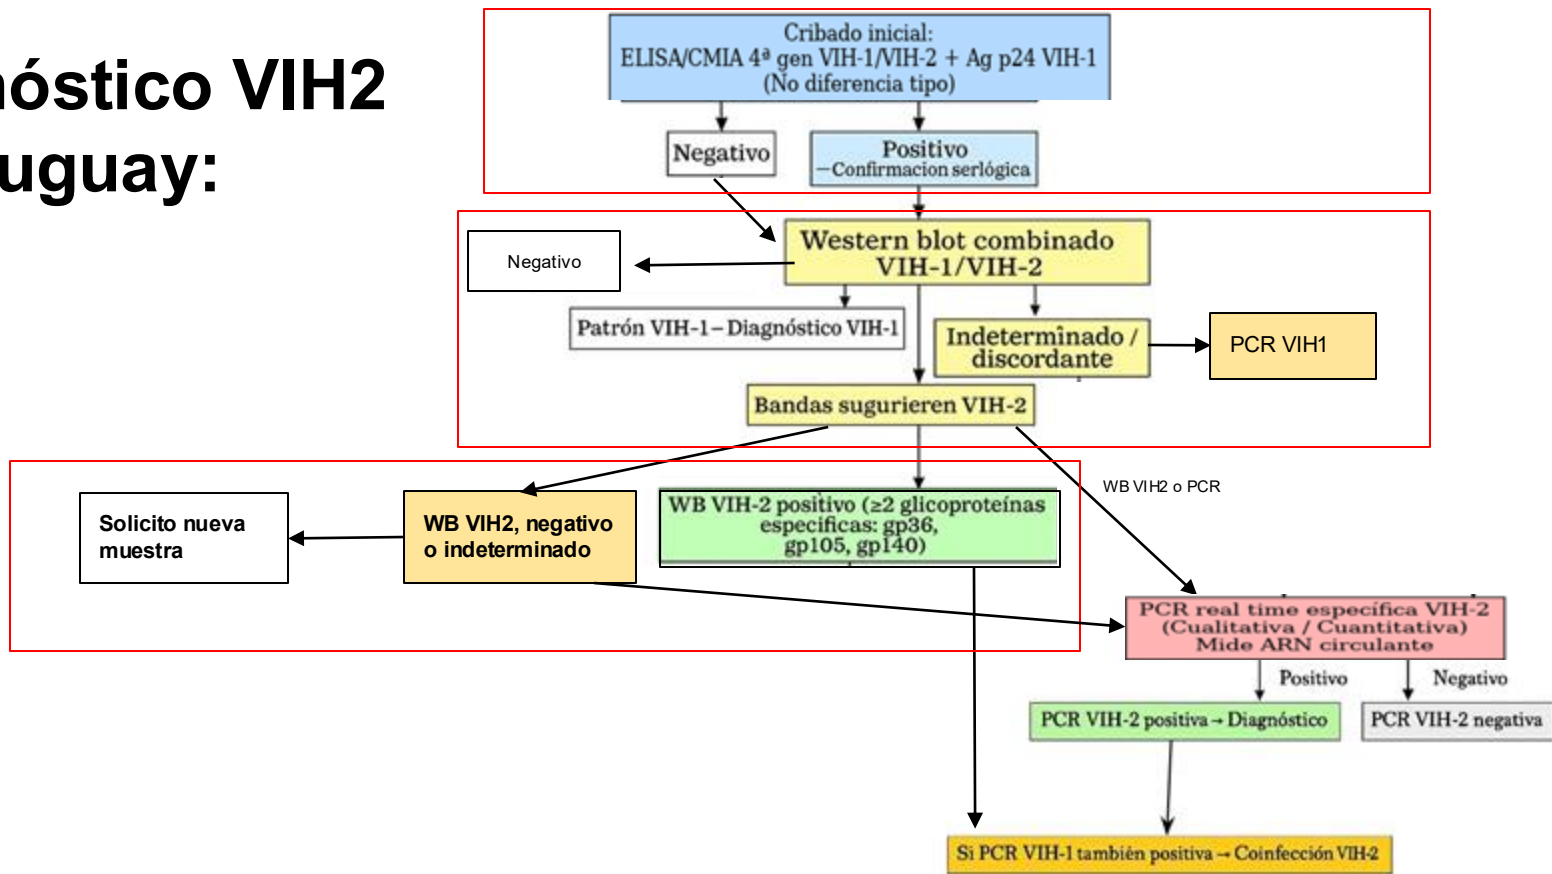 nóstico VIH2
uguay:
Cribado inicial:
ELISA/CMIA 4ª gen VIH-1/VIH-2 + Ag p24 VIH-1
(No diferencia tipo)
Negativo
Positivo
—Confirmacion serlógica
Western blot combinado
VIH-1/VIH-2
Negativo
Patrón VIH-1–Diagnóstico VIH-1
Indeterminado /
discordante
PCR VIH1
Bandas sugurieren VIH-2
WB VIH2 o PCR
Solicito nueva
muestra
WB VIH2, negativo
o indeterminado
WB VIH-2 positivo (≥2 glicoproteínas
especificas: gp36,
gp105, gp140)
PCR real time específica VIH-2
(Cualitativa / Cuantitativa)
Mide ARN circulante
Positivo
Negativo
PCR VIH-2 positiva→Diagnóstico
PCR VIH-2 negativa
Si PCR VIH-1 también positiva→Coinfección VIH-2